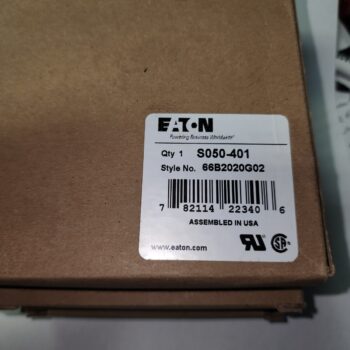 EATON
Powering Business Worldwide
Qty 1 S050-401
Style No. 66B2020G02
7 82114 22340 6
ASSEMBLED IN USA
www.eaton.com